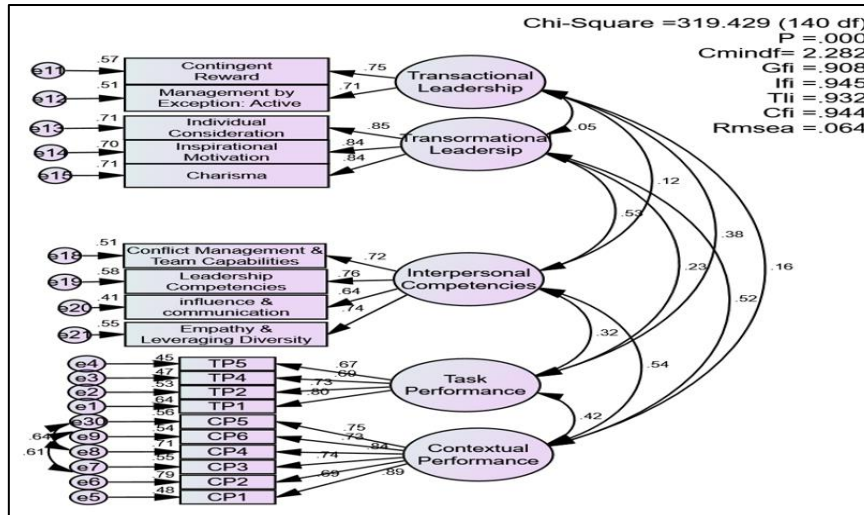 Chi-Square =319.429 (140 df)
P =.000
Cmindf= 2.282
Gfi =.908
Ifi =.945
Tli =.932
Cfi =.944
Rmsea =.064
e11
.57
Contingent
Reward
.75
Transactional
Leadership
e12
.51
Management by
Exception: Active
.71
.05
e13
.71
Individual
Consideration
.85
Transormational
Leadersip
e14
.70
Inspirational
Motivation
.84
e15
.71
Charisma
.84
.12
.53
.38
.23
.16
.52
e18
.51
Conflict Management &
Team Capabilities
.72
Interpersonal
Competencies
e19
.58
Leadership
Competencies
.76
e20
.41
influence &
communication
.64
e21
.55
Empathy &
Leveraging Diversity
.74
.32
.54
.42
e4
.45
TP5
.67
Task
Performance
e3
.47
TP4
.69
e2
.53
TP2
.73
e1
.64
TP1
.80
e30
.56
CP5
.75
Contextual
Performance
e9
.54
CP6
.73
e8
.71
CP4
.84
e7
.55
CP3
.74
e6
.79
CP2
.69
e5
.48
CP1
.89
.64
.61